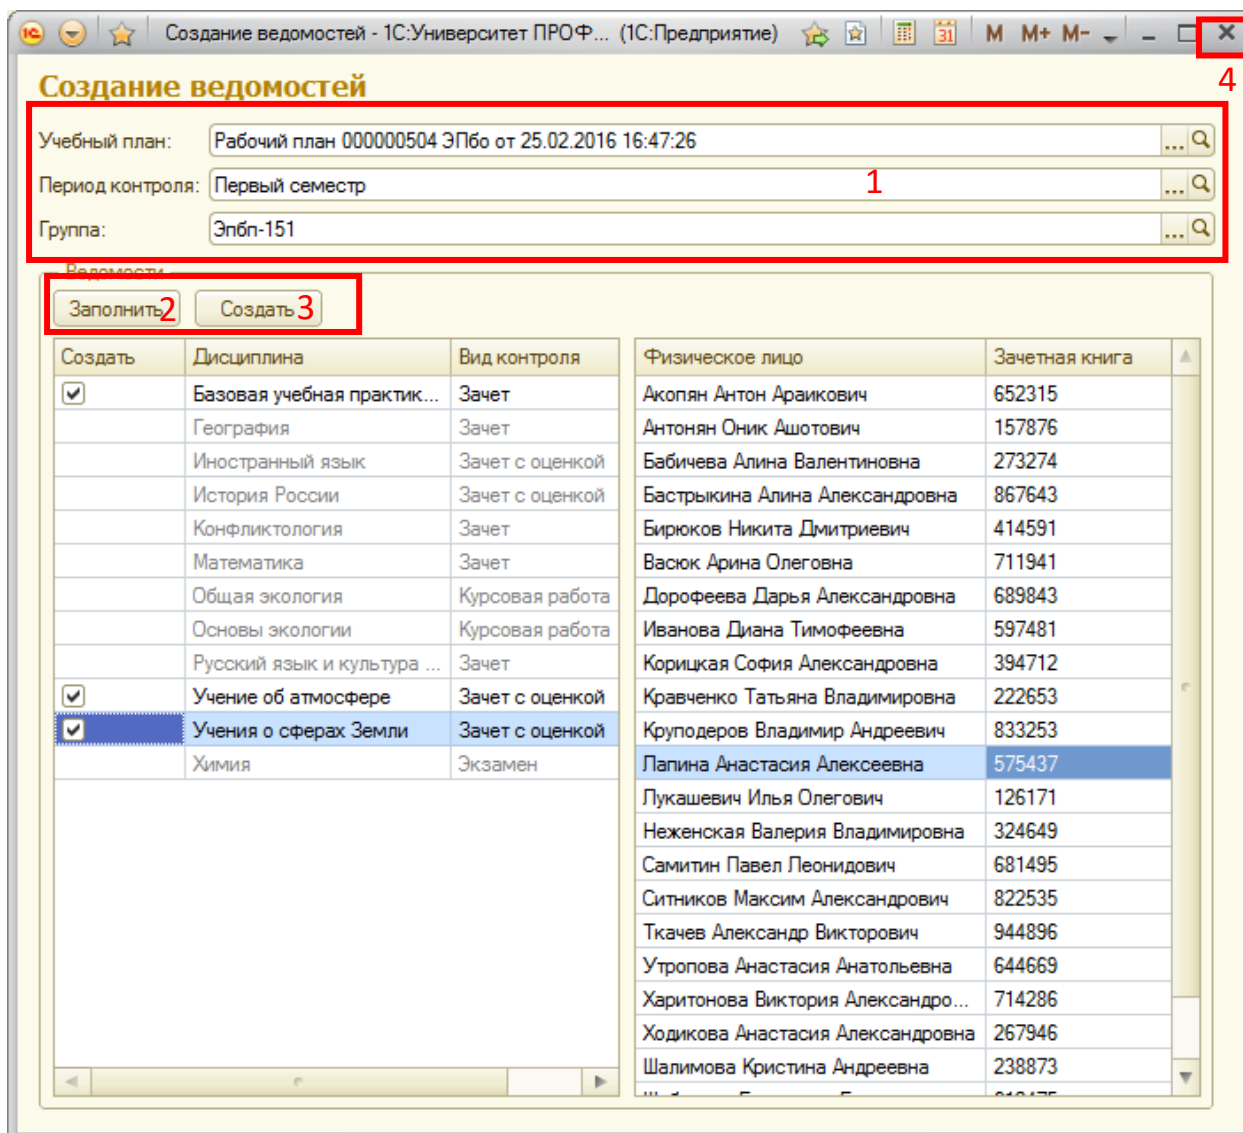 Создание ведомостей - 1С:Университет ПРОФ... (1С:Предприятие) 31 M M+ M-
4
Создание ведомостей
Учебный план: Рабочий план 000000504 ЭПбо от 25.02.2016 16:47:26 ...
Период контроля: Первый семестр 1 ...
Группа: Эпбп-151 ...
Ведомости
Заполнить 2 Создать 3
Создать Дисциплина Вид контроля Физическое лицо Зачетная книга
Базовая учебная практик... Зачет Акопян Антон Араикович 652315
География Зачет Антонян Оник Ашотович 157876
Иностранный язык Зачет с оценкой Бабичева Алина Валентиновна 273274
История России Зачет с оценкой Бастрыкина Алина Александровна 867643
Конфликтология Зачет Бирюков Никита Дмитриевич 414591
Математика Зачет Васюк Арина Олеговна 711941
Общая экология Курсовая работа Дорофеева Дарья Александровна 689843
Основы экологии Курсовая работа Иванова Диана Тимофеевна 597481
Русский язык и культура ... Зачет Корицкая София Александровна 394712
Учение об атмосфере Зачет с оценкой Кравченко Татьяна Владимировна 222653
Учения о сферах Земли Зачет с оценкой Круподеров Владимир Андреевич 833253
Химия Экзамен Лапина Анастасия Алексеевна 575437
Лукашевич Илья Олегович 126171
Неженская Валерия Владимировна 324649
Самитин Павел Леонидович 681495
Ситников Максим Александрович 822535
Ткачев Александр Викторович 944896
Утропова Анастасия Анатольевна 644669
Харитонова Виктория Александро... 714286
Ходикова Анастасия Александровна 267946
Шалимова Кристина Андреевна 238873